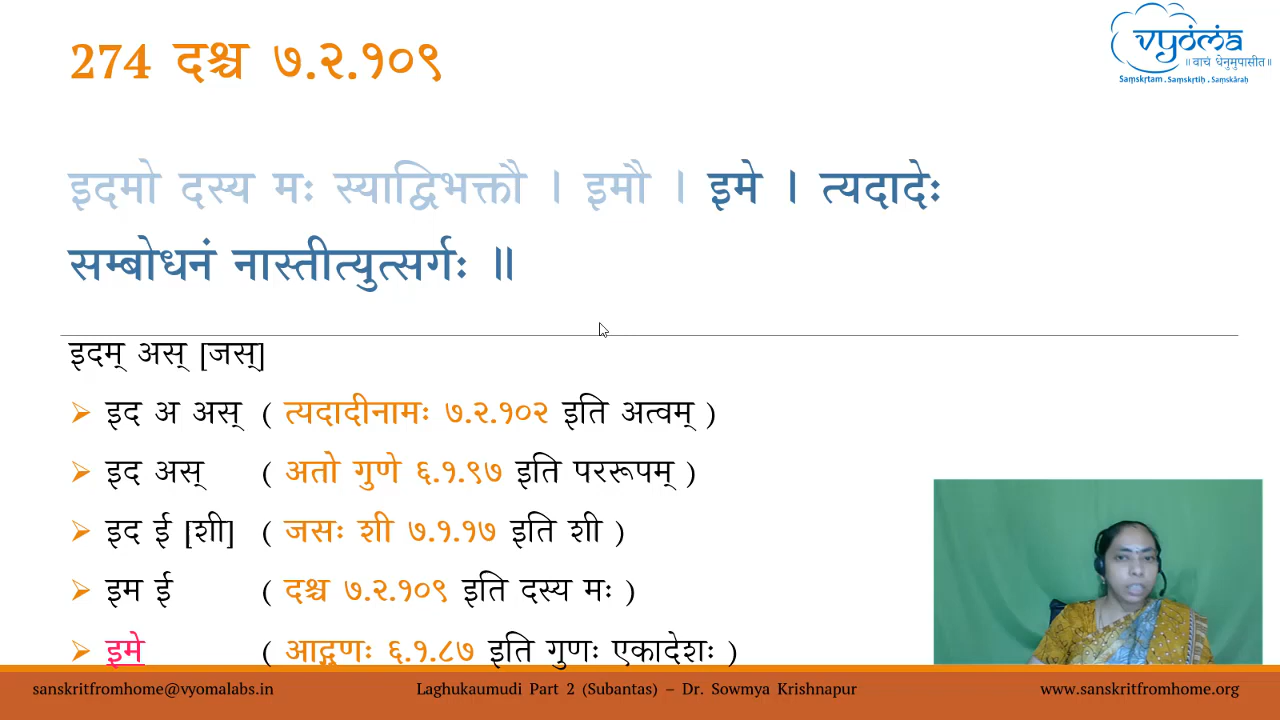 274 दश्च ७.२.१०९
vyoma
॥ वाचं धेनुमुपासीत॥
Saṃskṛtam . Saṃskṛtiḥ . Saṃskāraḥ
इदमो दस्य मः स्याद्विभक्तौ । इमौ । इमे । त्यदादेः
सम्बोधनं नास्तीत्युत्सर्गः ॥
इदम् अस् [जस्]
➢ इद अ अस् ( त्यदादीनामः ७.२.१०२ इति अत्वम् )
➢ इद अस् ( अतो गुणे ६.१.९७ इति पररूपम् )
➢ इद ई [शी] ( जसः शी ७.१.१७ इति शी )
➢ इम ई ( दश्च ७.२.१०९ इति दस्य मः )
➢ इमे ( आद्गुणः ६.१.८७ इति गुणः एकादेशः )
sanskritfromhome@vyomalabs.in Laghukaumudi Part 2 (Subantas) – Dr. Sowmya Krishnapur www.sanskritfromhome.org